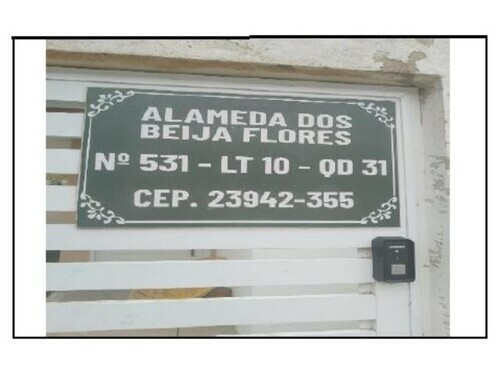 ALAMEDA DOS
BEIJA FLORES
Nº 531 - LT 10 - QD 31
CEP. 23942-355